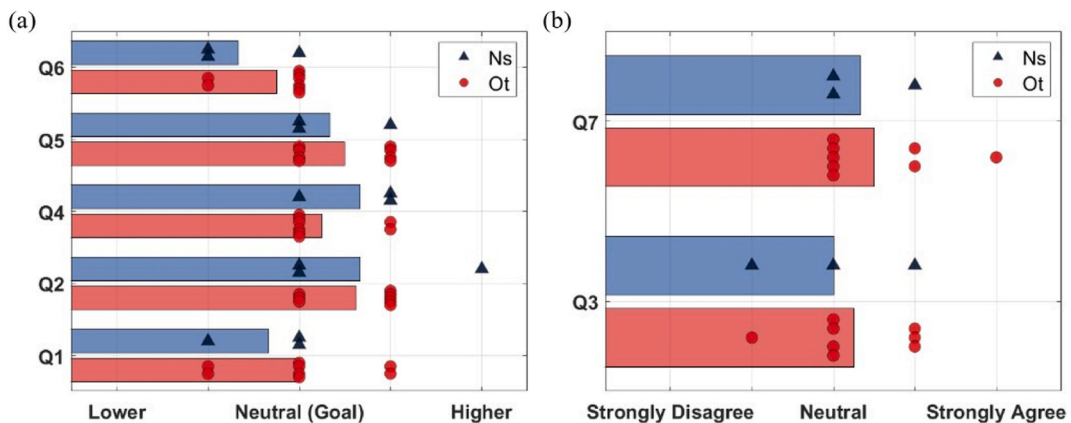 (a)
Q6
Q5
Q4
Q2
Q1
Lower
Neutral (Goal)
Higher
Ns
Ot
(b)
Q7
Q3
Strongly Disagree
Neutral
Strongly Agree
Ns
Ot